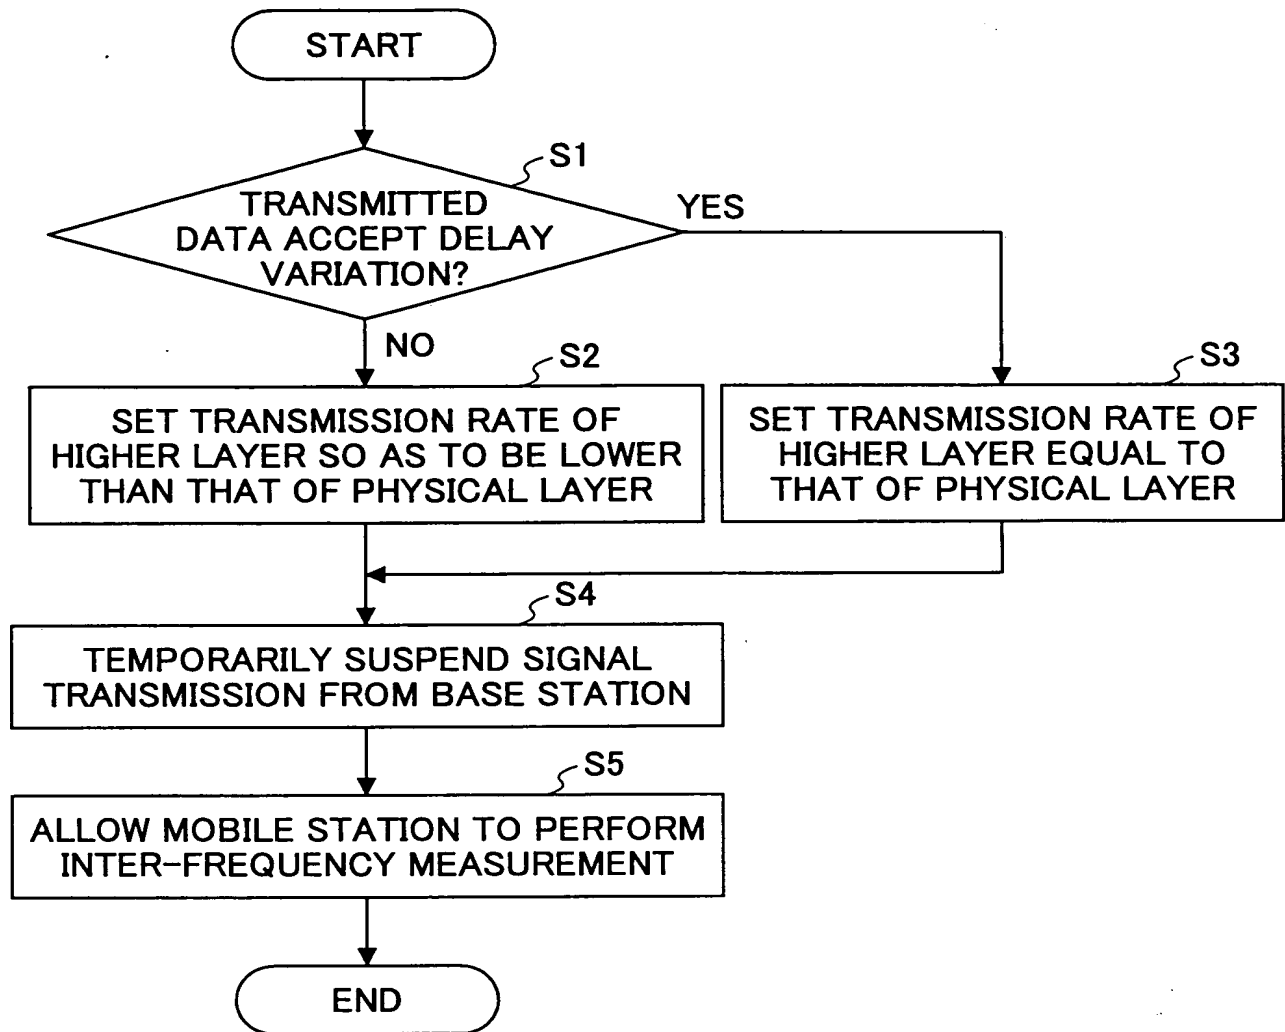 START
S1
TRANSMITTED
DATA ACCEPT DELAY
VARIATION?
YES
NO
S2
SET TRANSMISSION RATE OF
HIGHER LAYER SO AS TO BE LOWER
THAN THAT OF PHYSICAL LAYER
S3
SET TRANSMISSION RATE OF
HIGHER LAYER EQUAL TO
THAT OF PHYSICAL LAYER
S4
TEMPORARILY SUSPEND SIGNAL
TRANSMISSION FROM BASE STATION
S5
ALLOW MOBILE STATION TO PERFORM
INTER-FREQUENCY MEASUREMENT
END